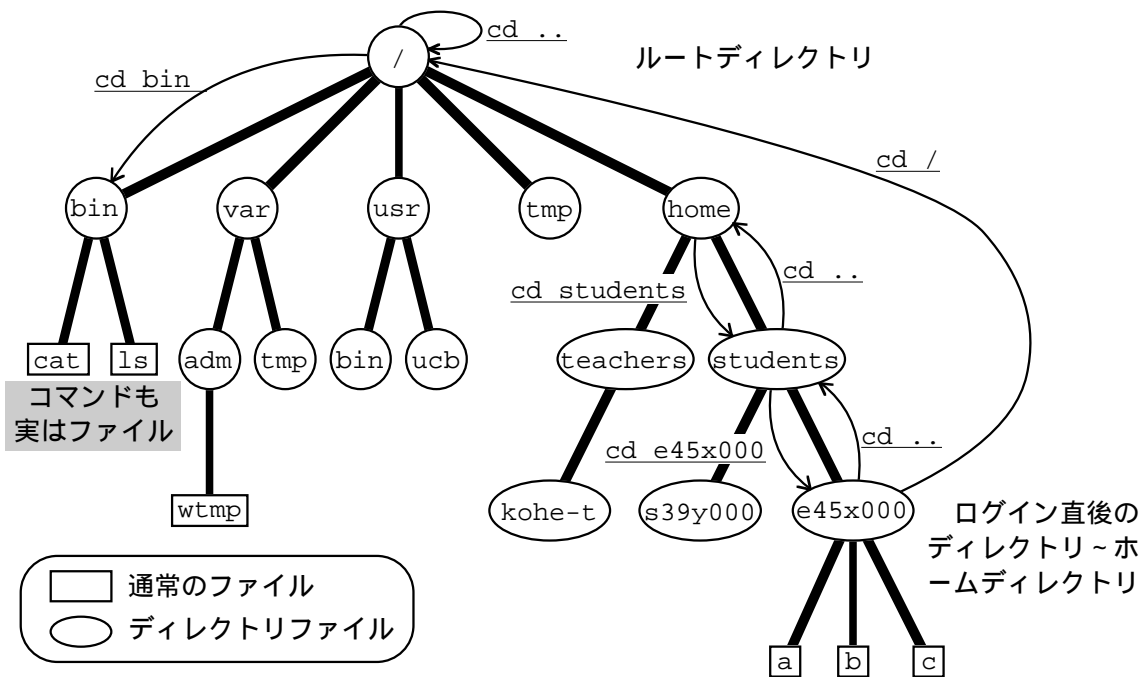 cd ..
/
ルートディレクトリ
cd bin
cd /
bin
var
usr
tmp
home
cd ..
cd students
cat
ls
adm
tmp
bin
ucb
teachers
students
コマンドも
実はファイル
cd ..
cd e45x000
wtmp
kohe-t
s39y000
e45x000
ログイン直後の
ディレクトリ～ホ
ームディレクトリ
通常のファイル
ディレクトリファイル
a
b
c